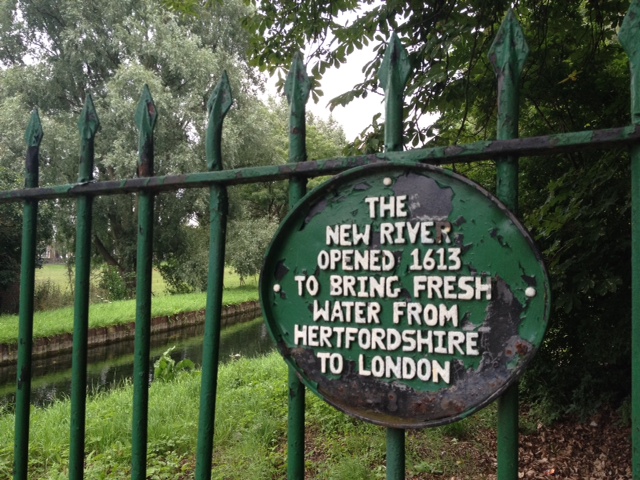 THE
NEW RIVER
OPENED 1613
TO BRING FRESH
WATER FROM
HERTFORDSHIRE
TO LONDON